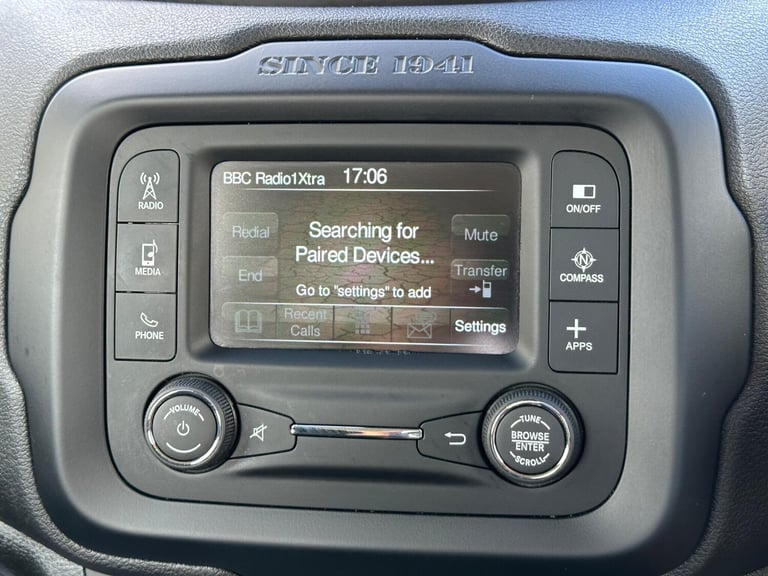 SINCE 1941
BBC Radio1Xtra 17:06
RADIO
MEDIA
PHONE
Redial
End
Searching for
Paired Devices...
Go to "settings" to add
Mute
Transfer
Recent
Calls
Settings
ON/OFF
N
COMPASS
APPS
VOLUME
TUNE
BROWSE
ENTER
SCROLL